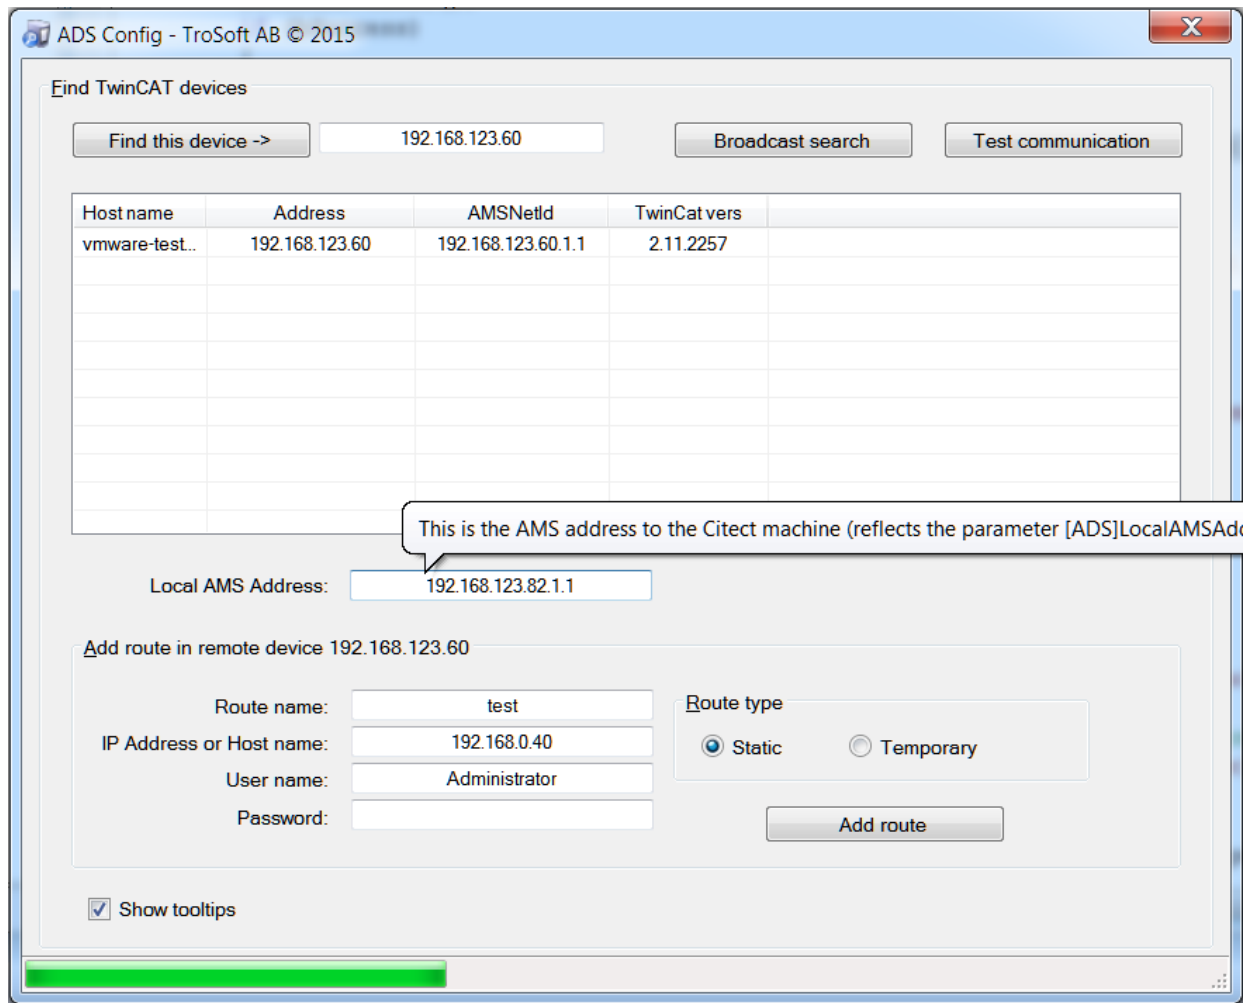 ADS Config - TroSoft AB © 2015
Find TwinCAT devices
Find this device -> 192.168.123.60 Broadcast search Test communication
Host name Address AMSNetId TwinCat vers
vmware-test... 192.168.123.60 192.168.123.60.1.1 2.11.2257
This is the AMS address to the Citect machine (reflects the parameter [ADS]LocalAMSAdd
Local AMS Address: 192.168.123.82.1.1
Add route in remote device 192.168.123.60
Route name: test Route type
IP Address or Host name: 192.168.0.40 Static Temporary
User name: Administrator
Password: Add route
Show tooltips